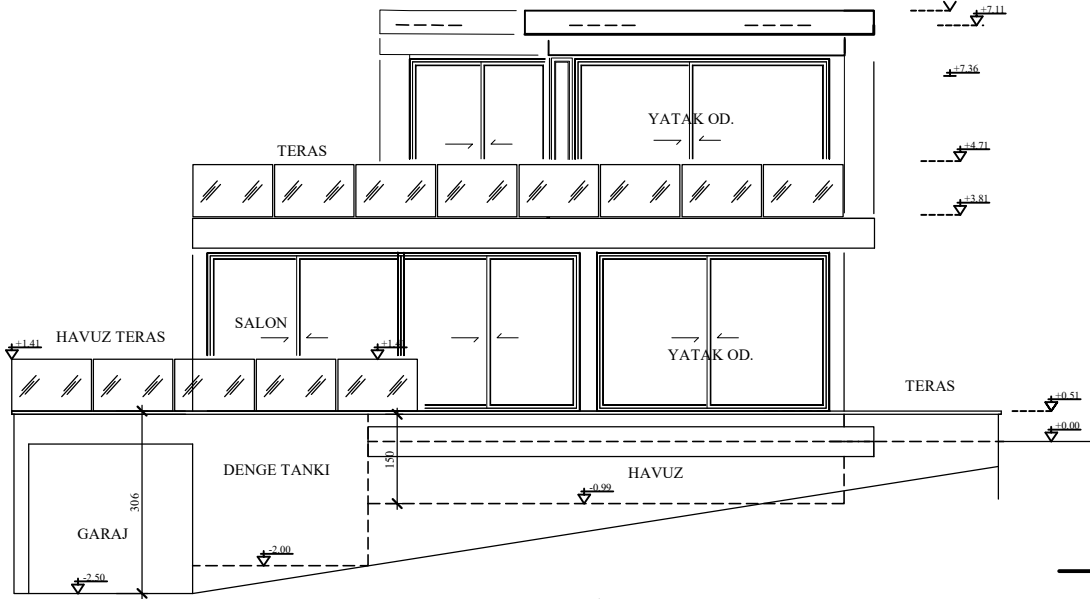 +7.11
+7.36
YATAK OD.
TERAS
+4.71
+3.81
SALON
HAVUZ TERAS
+1.41
YATAK OD.
TERAS
+0.51
+0.00
DENGE TANKI
150
HAVUZ
306
-0.99
GARAJ
-2.00
-2.50